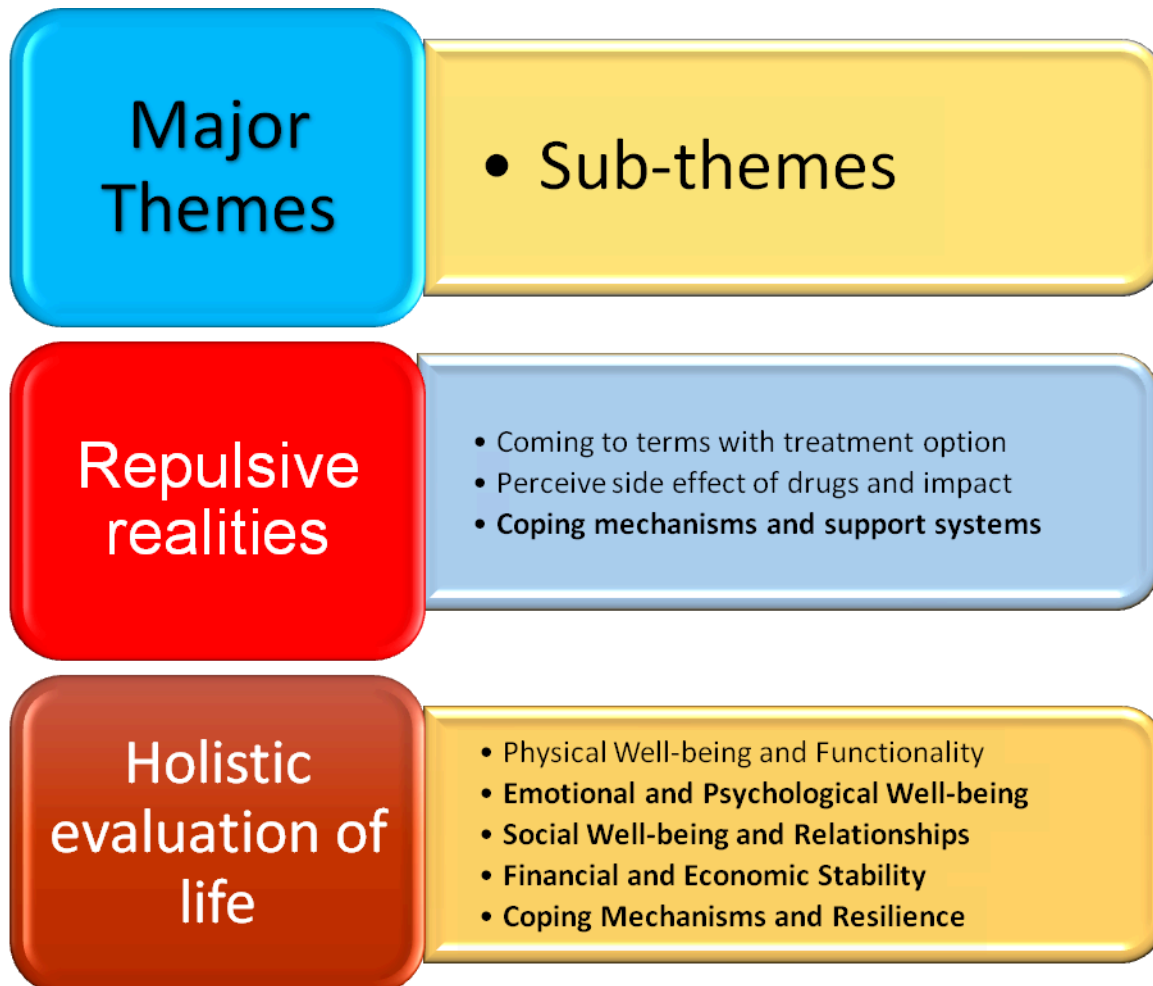 Major
Themes
• Sub-themes
Repulsive
realities
• Coming to terms with treatment option
• Perceive side effect of drugs and impact
• Coping mechanisms and support systems
Holistic
evaluation of
life
• Physical Well-being and Functionality
• Emotional and Psychological Well-being
• Social Well-being and Relationships
• Financial and Economic Stability
• Coping Mechanisms and Resilience